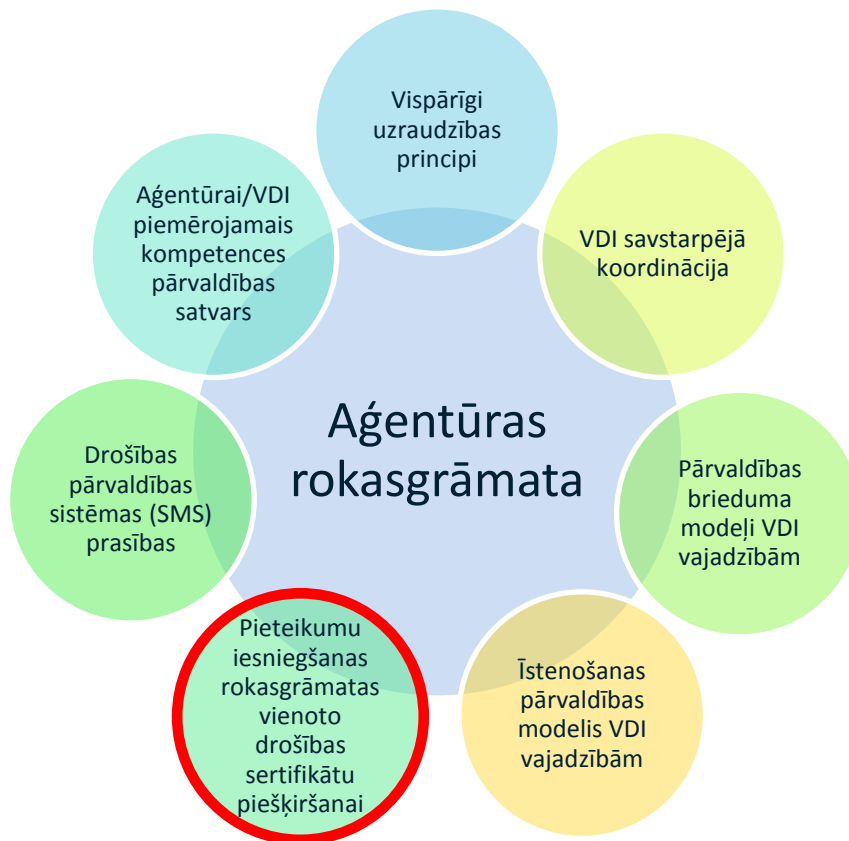 Vispārīgi
uzraudzības
principi
Aģentūrai/VDI
piemērojamais
kompetences
pārvaldības
satvars
VDI savstarpējā
koordinācija
Aģentūras
rokasgrāmata
Drošības
pārvaldības
sistēmas (SMS)
prasības
Pārvaldības
brieduma
modeļi VDI
vajadzībām
Pieteikumu
iesniegšanas
rokasgrāmatas
vienoto
drošības
sertifikātu
piešķiršanai
Īstenošanas
pārvaldības
modelis VDI
vajadzībām